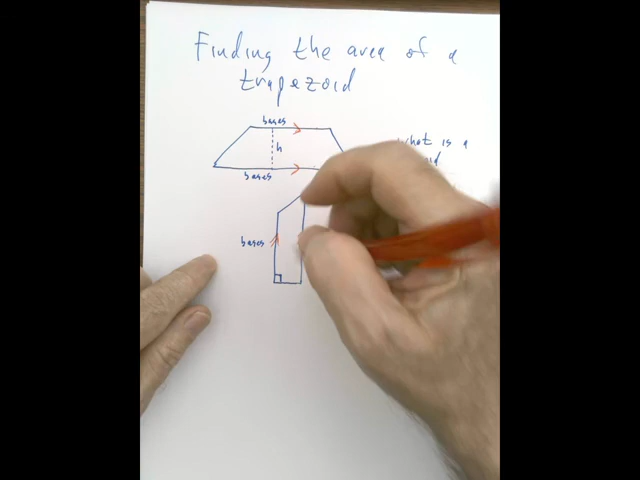 Finding the area of a
trapezoid
bases
h
bases
what is a
bases